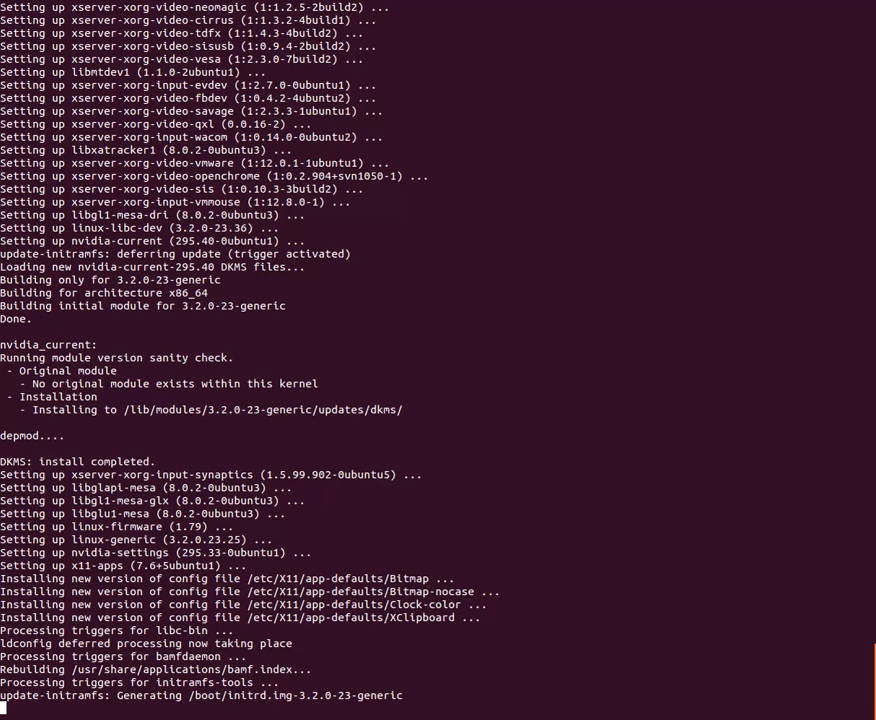 Setting up xserver-xorg-video-neomagic (1:1.2.5-2build2) ...
Setting up xserver-xorg-video-cirrus (1:1.3.2-4build1) ...
Setting up xserver-xorg-video-tdfx (1:1.4.3-4build2) ...
Setting up xserver-xorg-video-sisusb (1:0.9.4-2build2) ...
Setting up xserver-xorg-video-vesa (1:2.3.0-7build2) ...
Setting up libmtdev1 (1.1.0-2ubuntu1) ...
Setting up xserver-xorg-input-evdev (1:2.7.0-0ubuntu1) ...
Setting up xserver-xorg-video-fbdev (1:0.4.2-4ubuntu2) ...
Setting up xserver-xorg-video-savage (1:2.3.3-1ubuntu1) ...
Setting up xserver-xorg-video-qxl (0.0.16-2) ...
Setting up xserver-xorg-input-wacom (1:0.14.0-0ubuntu2) ...
Setting up libxatracker1 (8.0.2-0ubuntu3) ...
Setting up xserver-xorg-video-vmware (1:12.0.1-1ubuntu1) ...
Setting up xserver-xorg-video-openchrome (1:0.2.904+svn1050-1) ...
Setting up xserver-xorg-video-sis (1:0.10.3-3build2) ...
Setting up xserver-xorg-input-vmmouse (1:12.8.0-1) ...
Setting up libgl1-mesa-dri (8.0.2-0ubuntu3) ...
Setting up linux-libc-dev (3.2.0-23.36) ...
Setting up nvidia-current (295.40-0ubuntu1) ...
update-initramfs: deferring update (trigger activated)
Loading new nvidia-current-295.40 DKMS files...
Building only for 3.2.0-23-generic
Building for architecture x86_64
Building initial module for 3.2.0-23-generic
Done.
nvidia_current:
Running module version sanity check.
- Original module
- No original module exists within this kernel
- Installation
- Installing to /lib/modules/3.2.0-23-generic/updates/dkms/
depmod....
DKMS: install completed.
Setting up xserver-xorg-input-synaptics (1.5.99.902-0ubuntu5) ...
Setting up libglapi-mesa (8.0.2-0ubuntu3) ...
Setting up libgl1-mesa-glx (8.0.2-0ubuntu3) ...
Setting up libglu1-mesa (8.0.2-0ubuntu3) ...
Setting up linux-firmware (1.79) ...
Setting up linux-generic (3.2.0.23.25) ...
Setting up nvidia-settings (295.33-0ubuntu1) ...
Setting up x11-apps (7.6+5ubuntu1) ...
Installing new version of config file /etc/X11/app-defaults/Bitmap ...
Installing new version of config file /etc/X11/app-defaults/Bitmap-nocase ...
Installing new version of config file /etc/X11/app-defaults/Clock-color ...
Installing new version of config file /etc/X11/app-defaults/XClipboard ...
Processing triggers for libc-bin ...
ldconfig deferred processing now taking place
Processing triggers for bamfdaemon ...
Rebuilding /usr/share/applications/bamf.index...
Processing triggers for initramfs-tools ...
update-initramfs: Generating /boot/initrd.img-3.2.0-23-generic